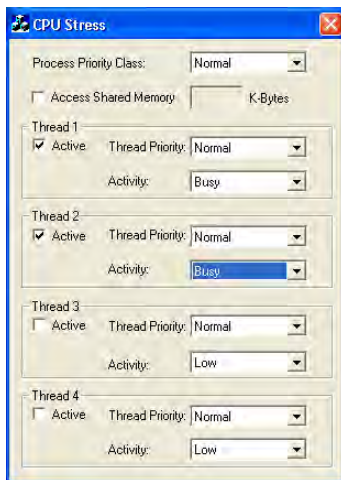 CPU Stress
Process Priority Class: Normal
Access Shared Memory K-Bytes
Thread 1
Active Thread Priority: Normal
Activity: Busy
Thread 2
Active Thread Priority: Normal
Activity: Busy
Thread 3
Active Thread Priority: Normal
Activity: Low
Thread 4
Active Thread Priority: Normal
Activity: Low